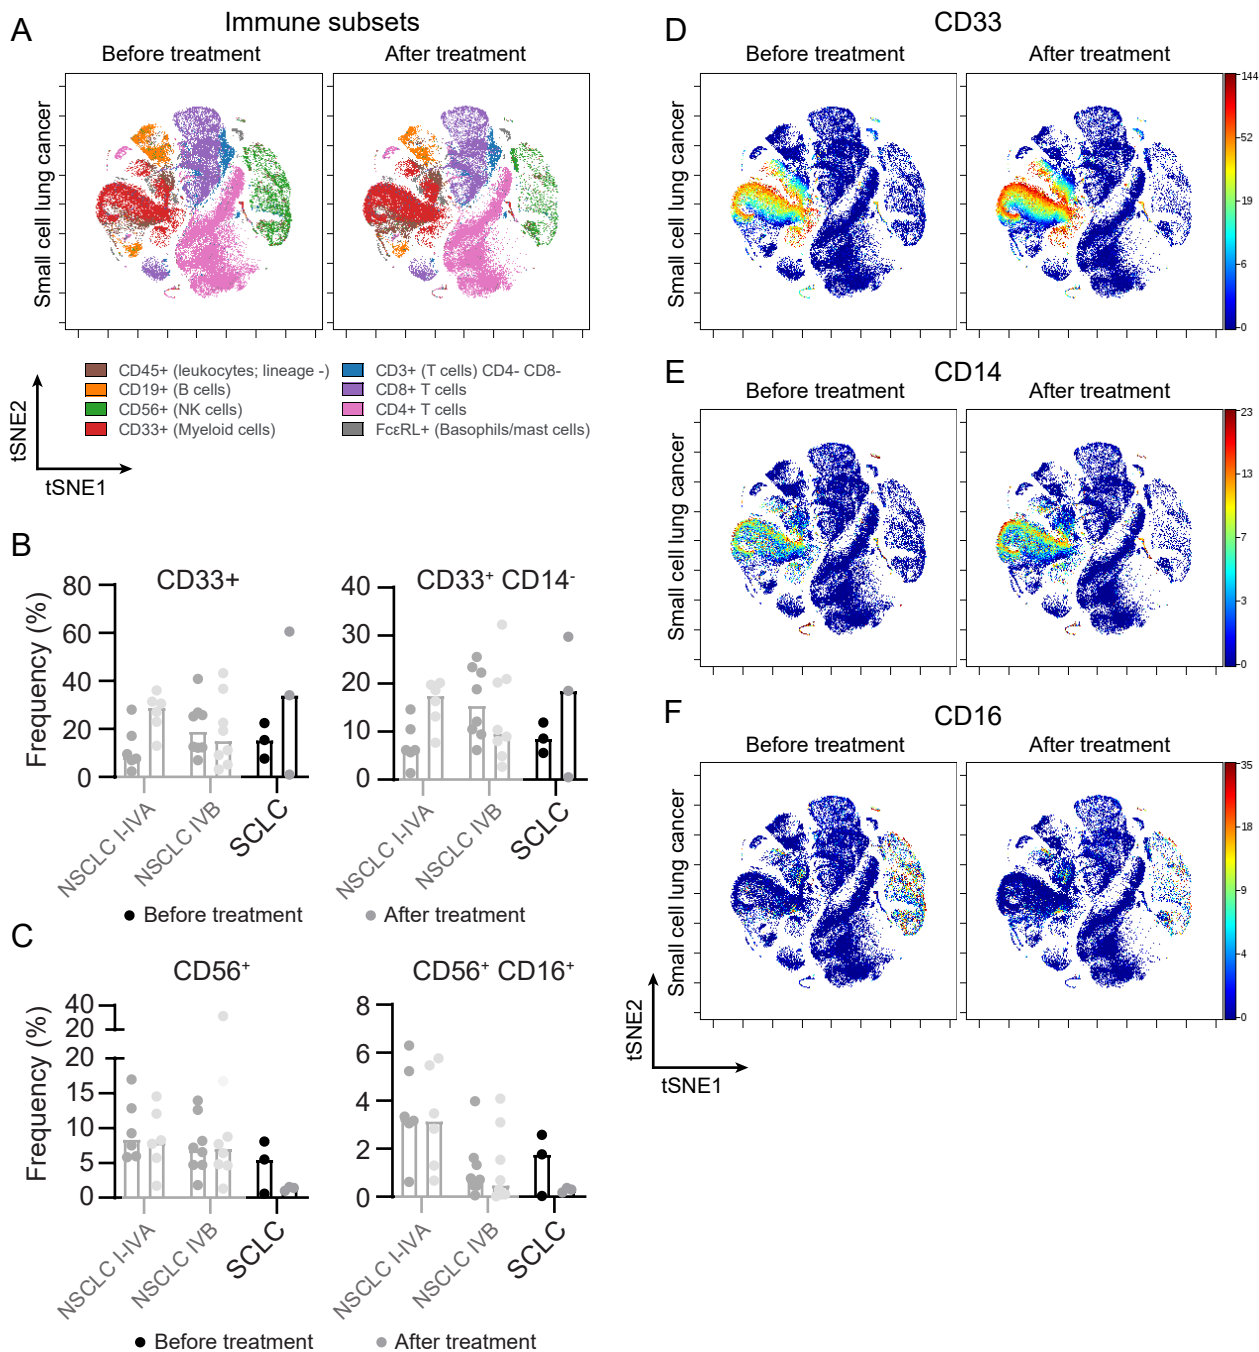 A
Immune subsets
Before treatment
After treatment
Small cell lung cancer
CD45+ (leukocytes; lineage -)
CD19+ (B cells)
CD56+ (NK cells)
CD33+ (Myeloid cells)
CD3+ (T cells) CD4- CD8-
CD8+ T cells
CD4+ T cells
FcεRL+ (Basophils/mast cells)
tSNE2
tSNE1
B
CD33+
Frequency (%)
80
60
40
20
0
NSCLC I-IVA
NSCLC IVB
SCLC
CD33⁺ CD14⁻
40
30
20
10
0
NSCLC I-IVA
NSCLC IVB
SCLC
Before treatment
After treatment
C
CD56⁺
Frequency (%)
40
20
20
15
10
5
0
NSCLC I-IVA
NSCLC IVB
SCLC
CD56⁺ CD16⁺
8
6
4
2
0
NSCLC I-IVA
NSCLC IVB
SCLC
Before treatment
After treatment
D
CD33
Before treatment
After treatment
Small cell lung cancer
144
52
19
6
0
E
CD14
Before treatment
After treatment
Small cell lung cancer
23
13
7
3
0
F
CD16
Before treatment
After treatment
Small cell lung cancer
35
18
9
4
0
tSNE2
tSNE1